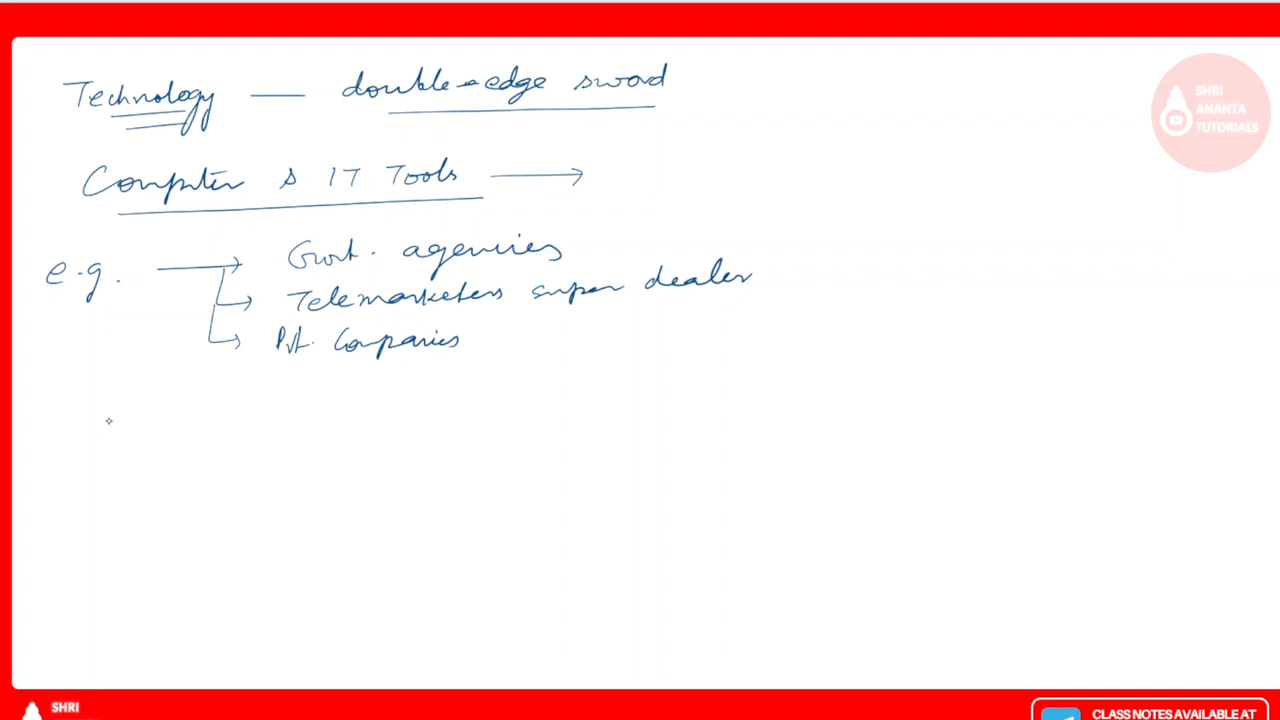 Technology — double-edge sword
Computer & IT Tools →
e.g. → Govt. agencies
→ Telemarketers super dealer
→ Pvt. Companies
SHRI
ANANTA
TUTORIALS
SHRI
CLASS NOTES AVAILABLE AT